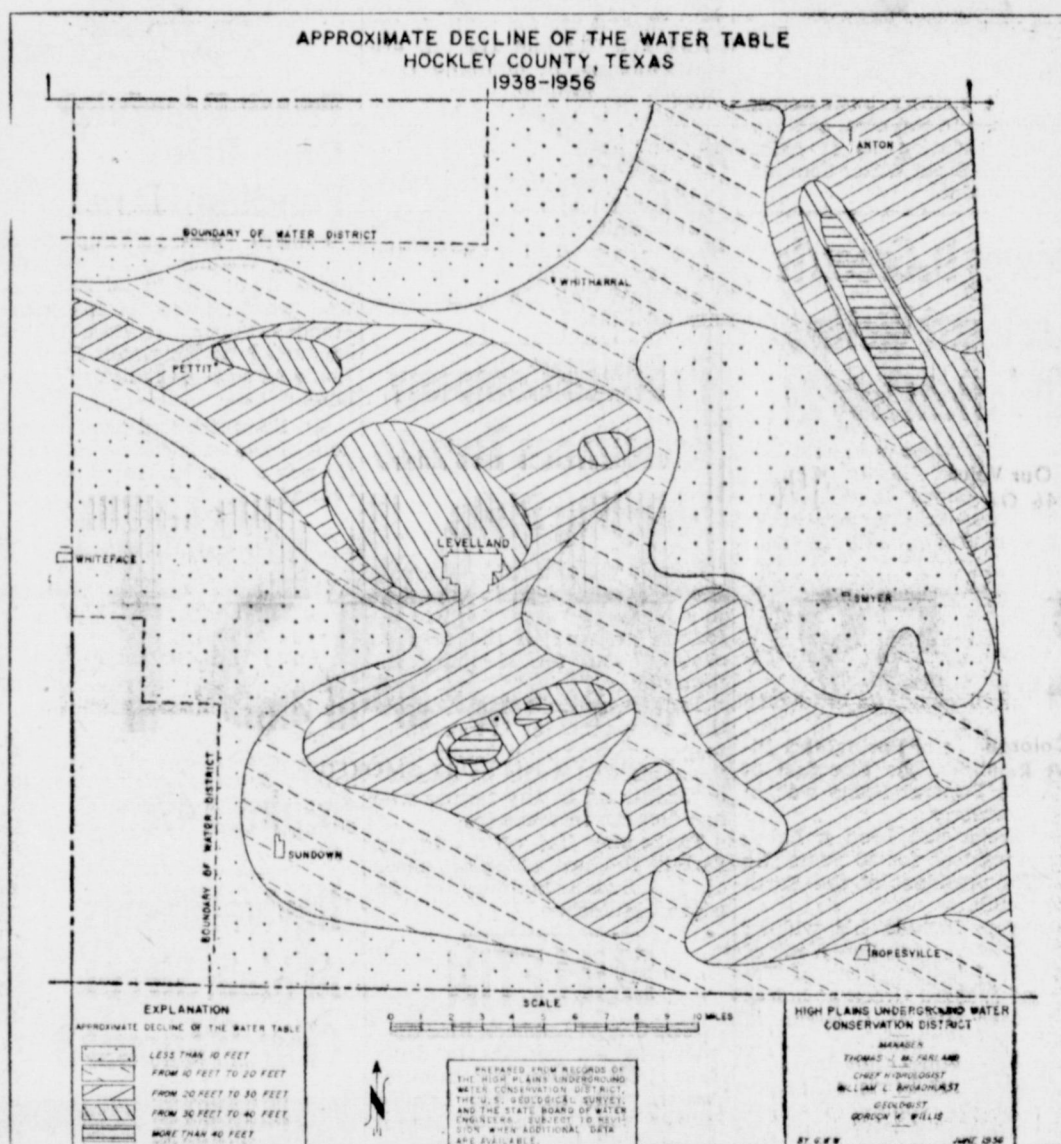 APPROXIMATE DECLINE OF THE WATER TABLE
HOCKLEY COUNTY, TEXAS
1938-1956
ANTON
BOUNDARY OF WATER DISTRICT
WHITHARRAL
PETTIT
Our
46
LEVELLAND
WHITEFACE
SMYER
BOUNDARY OF WATER DISTRICT
SUNDOWN
ROPESVILLE
EXPLANATION
APPROXIMATE DECLINE OF THE WATER TABLE
LESS THAN 10 FEET
FROM 10 FEET TO 20 FEET
FROM 20 FEET TO 30 FEET
FROM 30 FEET TO 40 FEET
MORE THAN 40 FEET
SCALE
0 1 2 3 4 5 6 7 8 9 10 MILES
PREPARED FROM RECORDS OF
THE HIGH PLAINS UNDERGROUND
WATER CONSERVATION DISTRICT,
THE U. S. GEOLOGICAL SURVEY,
AND THE STATE BOARD OF WATER
ENGINEERS. SUBJECT TO REVI-
SION WHEN ADDITIONAL DATA
ARE AVAILABLE.
HIGH PLAINS UNDERGROUND WATER
CONSERVATION DISTRICT
MANAGER
THOMAS J. McFARLAND
CHIEF HYDROLOGIST
WILLIAM L. BROADHURST
GEOLOGIST
GORDON W. WILLIS
BY G.W.W. 1956